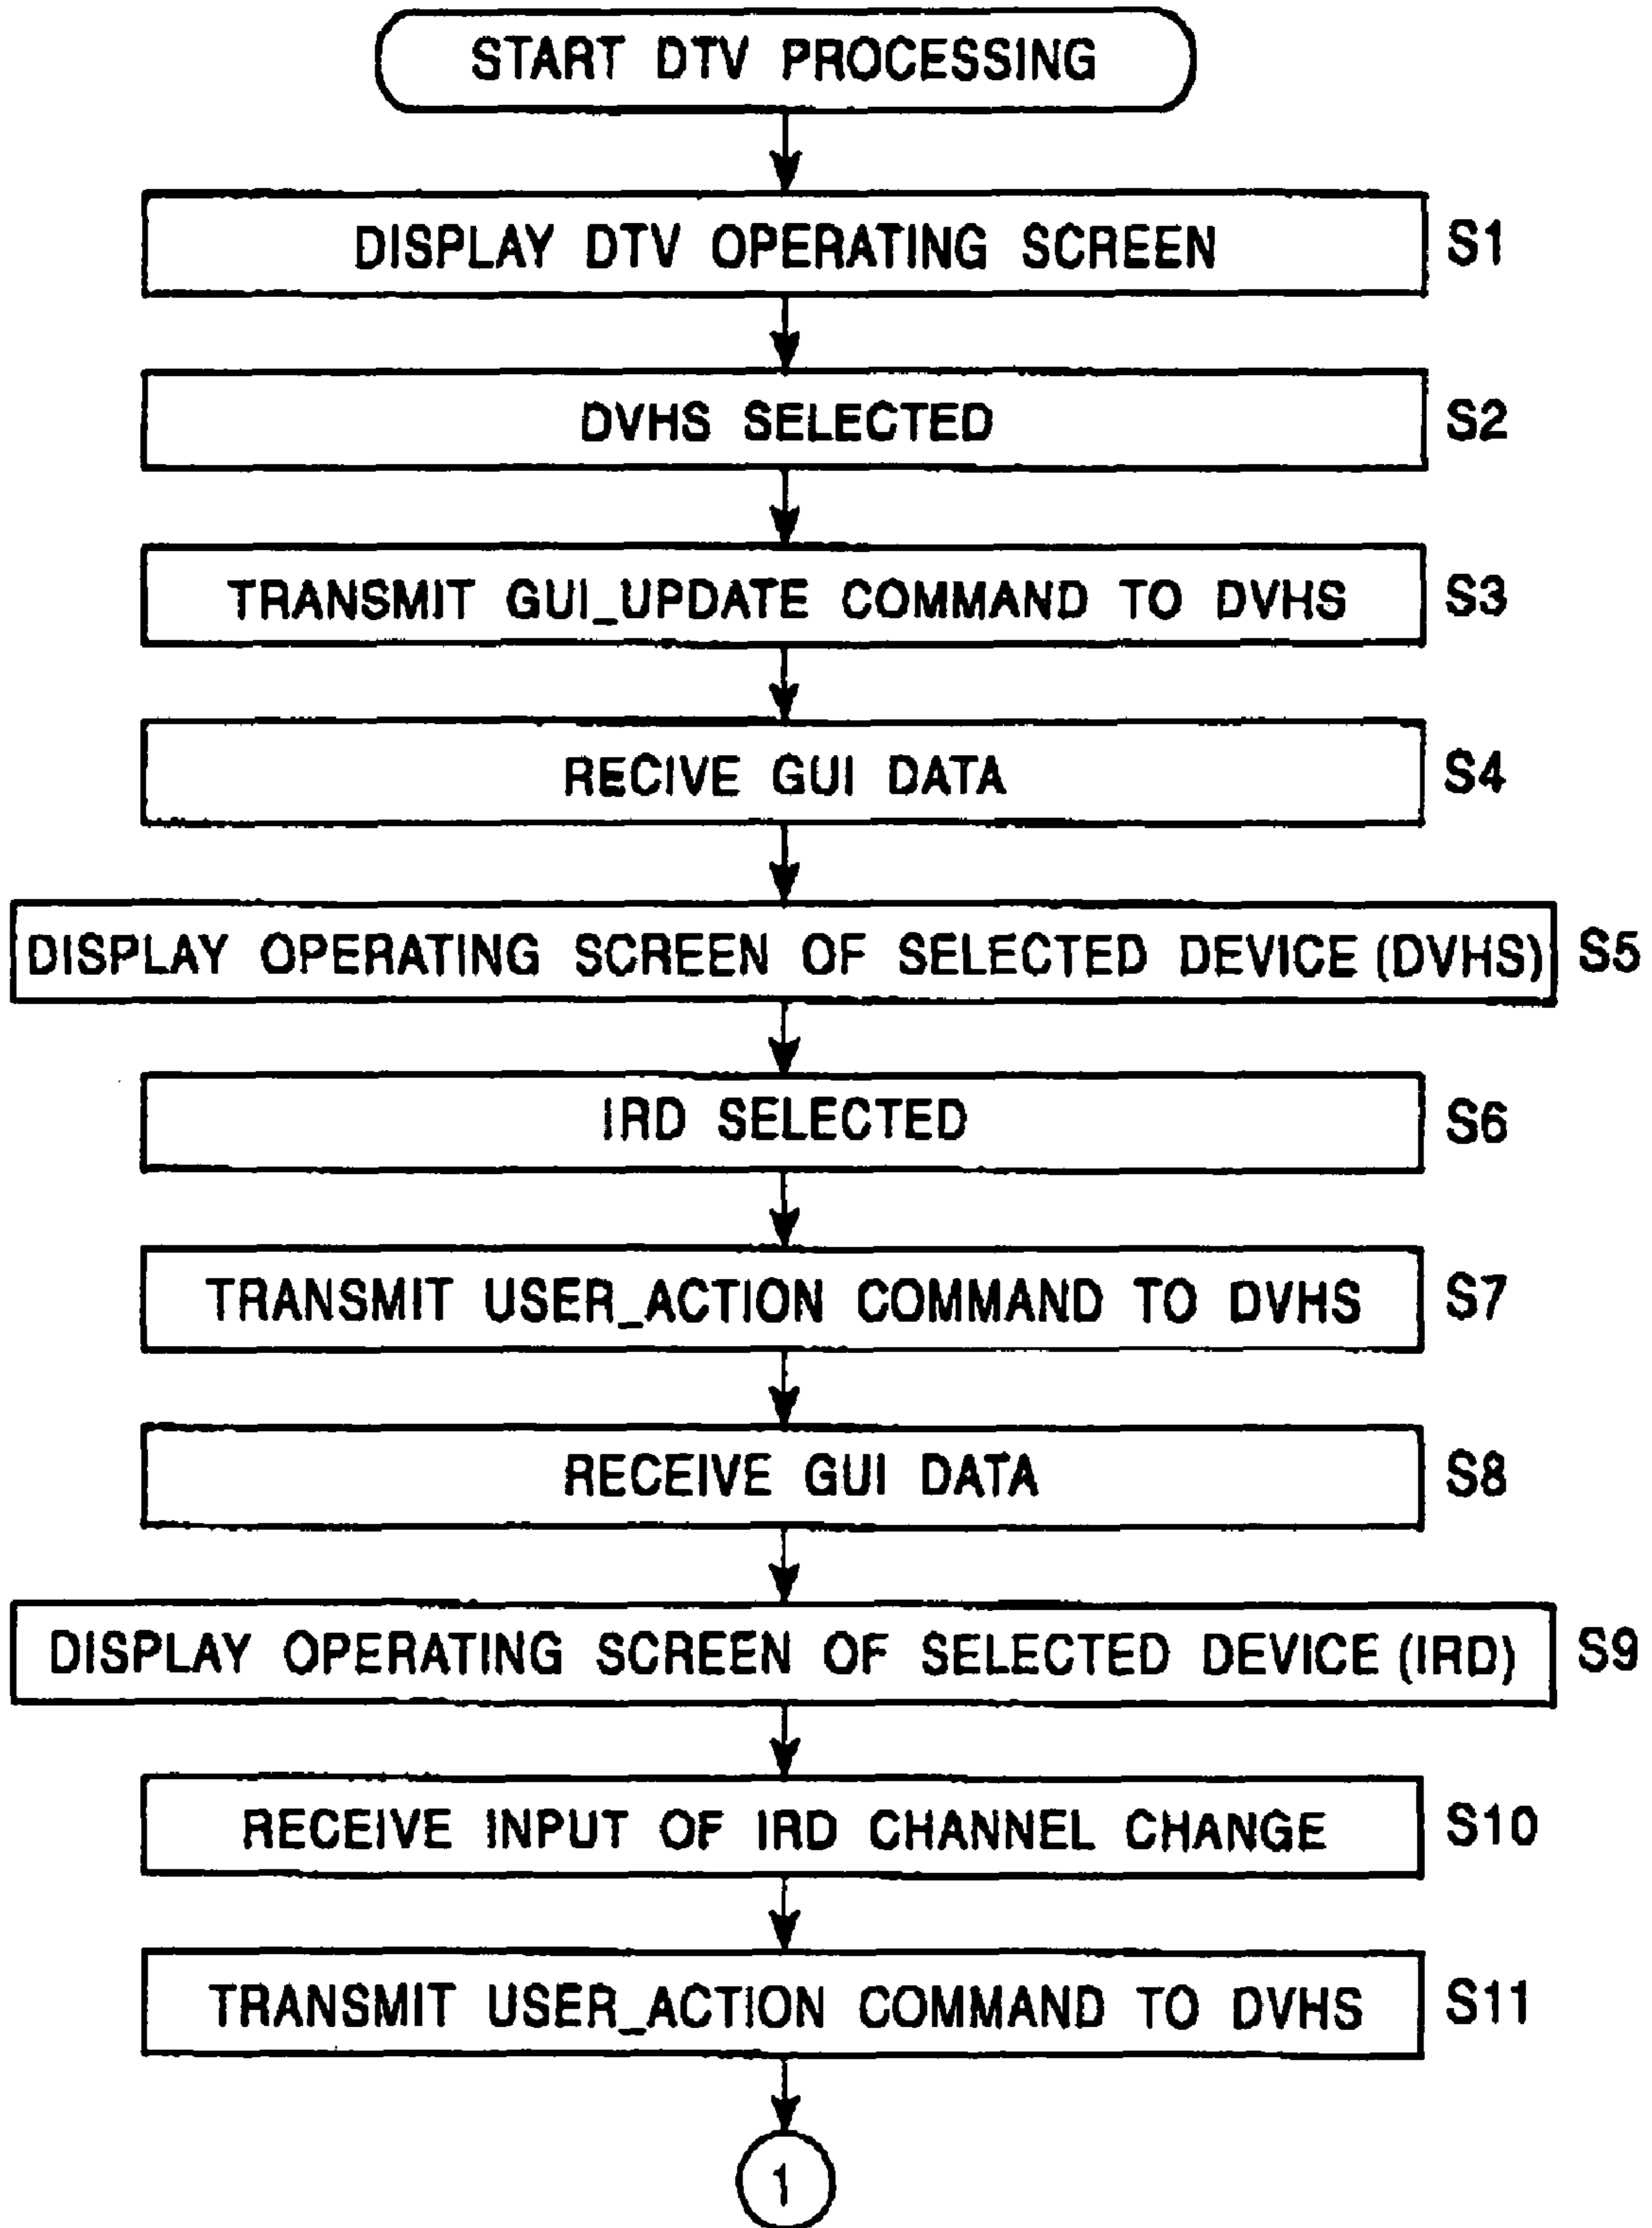 START DTV PROCESSING
DISPLAY DTV OPERATING SCREEN S1
DVHS SELECTED S2
TRANSMIT GUI_UPDATE COMMAND TO DVHS S3
RECIVE GUI DATA S4
DISPLAY OPERATING SCREEN OF SELECTED DEVICE (DVHS) S5
IRD SELECTED S6
TRANSMIT USER_ACTION COMMAND TO DVHS S7
RECEIVE GUI DATA S8
DISPLAY OPERATING SCREEN OF SELECTED DEVICE (IRD) S9
RECEIVE INPUT OF IRD CHANNEL CHANGE S10
TRANSMIT USER_ACTION COMMAND TO DVHS S11
1